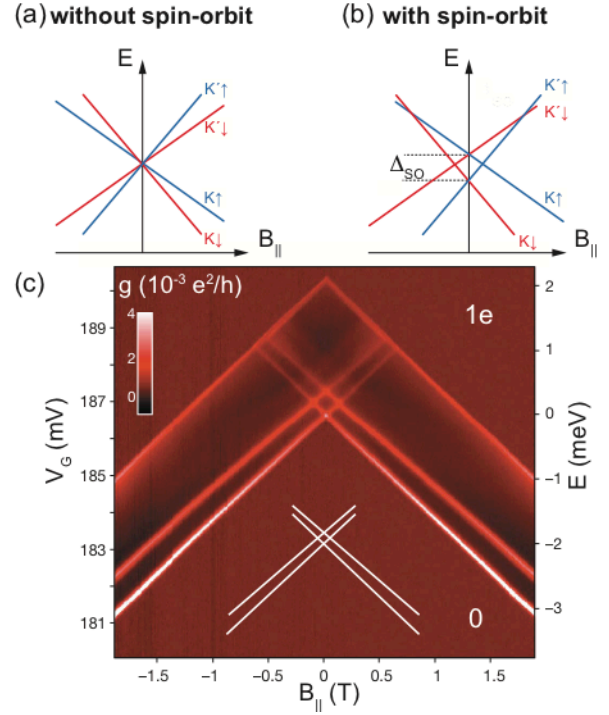 (a) without spin-orbit
(b) with spin-orbit
E
K´↑
K´↓
K↑
K↓
B||
E
K´↑
K´↓
ΔSO
K↑
K↓
B||
(c)
g (10⁻³ e²/h)
4
2
0
1e
0
189
187
185
183
181
VG (mV)
2
1
0
−1
−2
−3
E (meV)
−1.5 −1.0 −0.5 0 0.5 1 1.5
B|| (T)